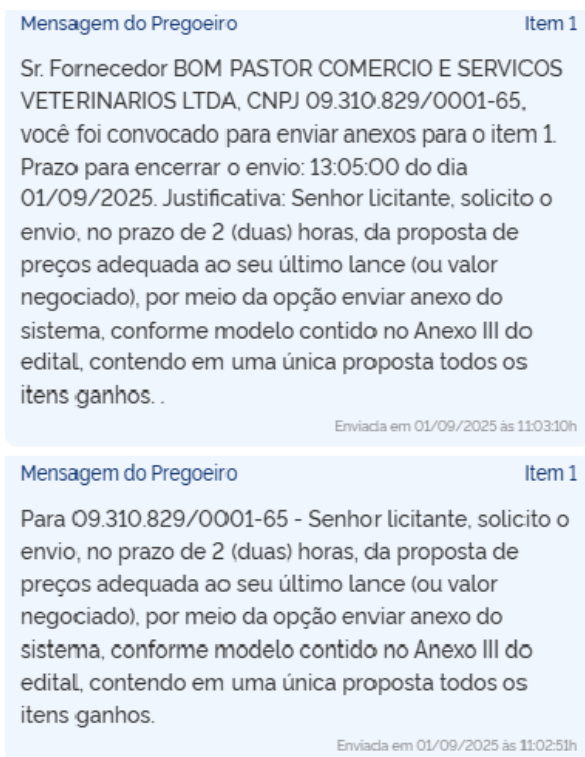 Mensagem do Pregoeiro Item 1
Sr. Fornecedor BOM PASTOR COMERCIO E SERVICOS
VETERINARIOS LTDA, CNPJ 09.310.829/0001-65,
você foi convocado para enviar anexos para o item 1.
Prazo para encerrar o envio: 13:05:00 do dia
01/09/2025. Justificativa: Senhor licitante, solicito o
envio, no prazo de 2 (duas) horas, da proposta de
preços adequada ao seu último lance (ou valor
negociado), por meio da opção enviar anexo do
sistema, conforme modelo contido no Anexo III do
edital, contendo em uma única proposta todos os
itens ganhos. .
Enviada em 01/09/2025 às 11:03:10h
Mensagem do Pregoeiro Item 1
Para 09.310.829/0001-65 - Senhor licitante, solicito o
envio, no prazo de 2 (duas) horas, da proposta de
preços adequada ao seu último lance (ou valor
negociado), por meio da opção enviar anexo do
sistema, conforme modelo contido no Anexo III do
edital, contendo em uma única proposta todos os
itens ganhos.
Enviada em 01/09/2025 às 11:02:51h